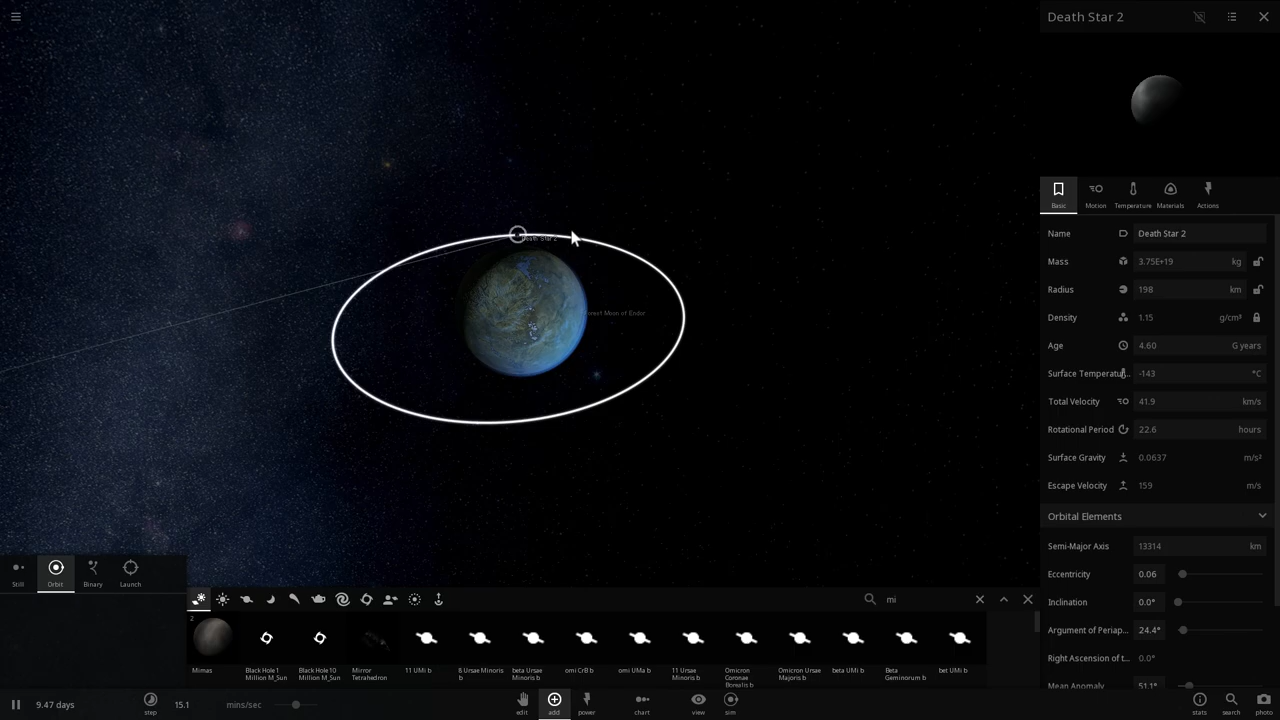 Death Star 2
Death Star 2
Forest Moon of Endor
Basic
Motion
Temperature
Materials
Actions
Name
Death Star 2
Mass
3.75E+19
kg
Radius
198
km
Density
1.15
g/cm³
Age
4.60
G years
Surface Temperatu...
-143
°C
Total Velocity
41.9
km/s
Rotational Period
22.6
hours
Surface Gravity
0.0637
m/s²
Escape Velocity
159
m/s
Orbital Elements
Semi-Major Axis
13314
km
Eccentricity
0.06
Inclination
0.0°
Argument of Periap...
24.4°
Right Ascension of t...
0.0°
Mean Anomaly
51.1°
Still
Orbit
Binary
Launch
mi
2
Mimas
Black Hole 1
Million M_Sun
Black Hole 10
Million M_Sun
Mirror
Tetrahedron
11 UMi b
8 Ursae Minoris
b
beta Ursae
Minoris b
omi CrB b
omi UMa b
11 Ursae
Minoris b
Omicron
Coronae
Borealis b
Omicron Ursae
Majoris b
beta UMi b
Beta
Geminorum b
bet UMi b
9.47 days
step
15.1
mins/sec
edit
add
power
chart
view
sim
stats
search
photo